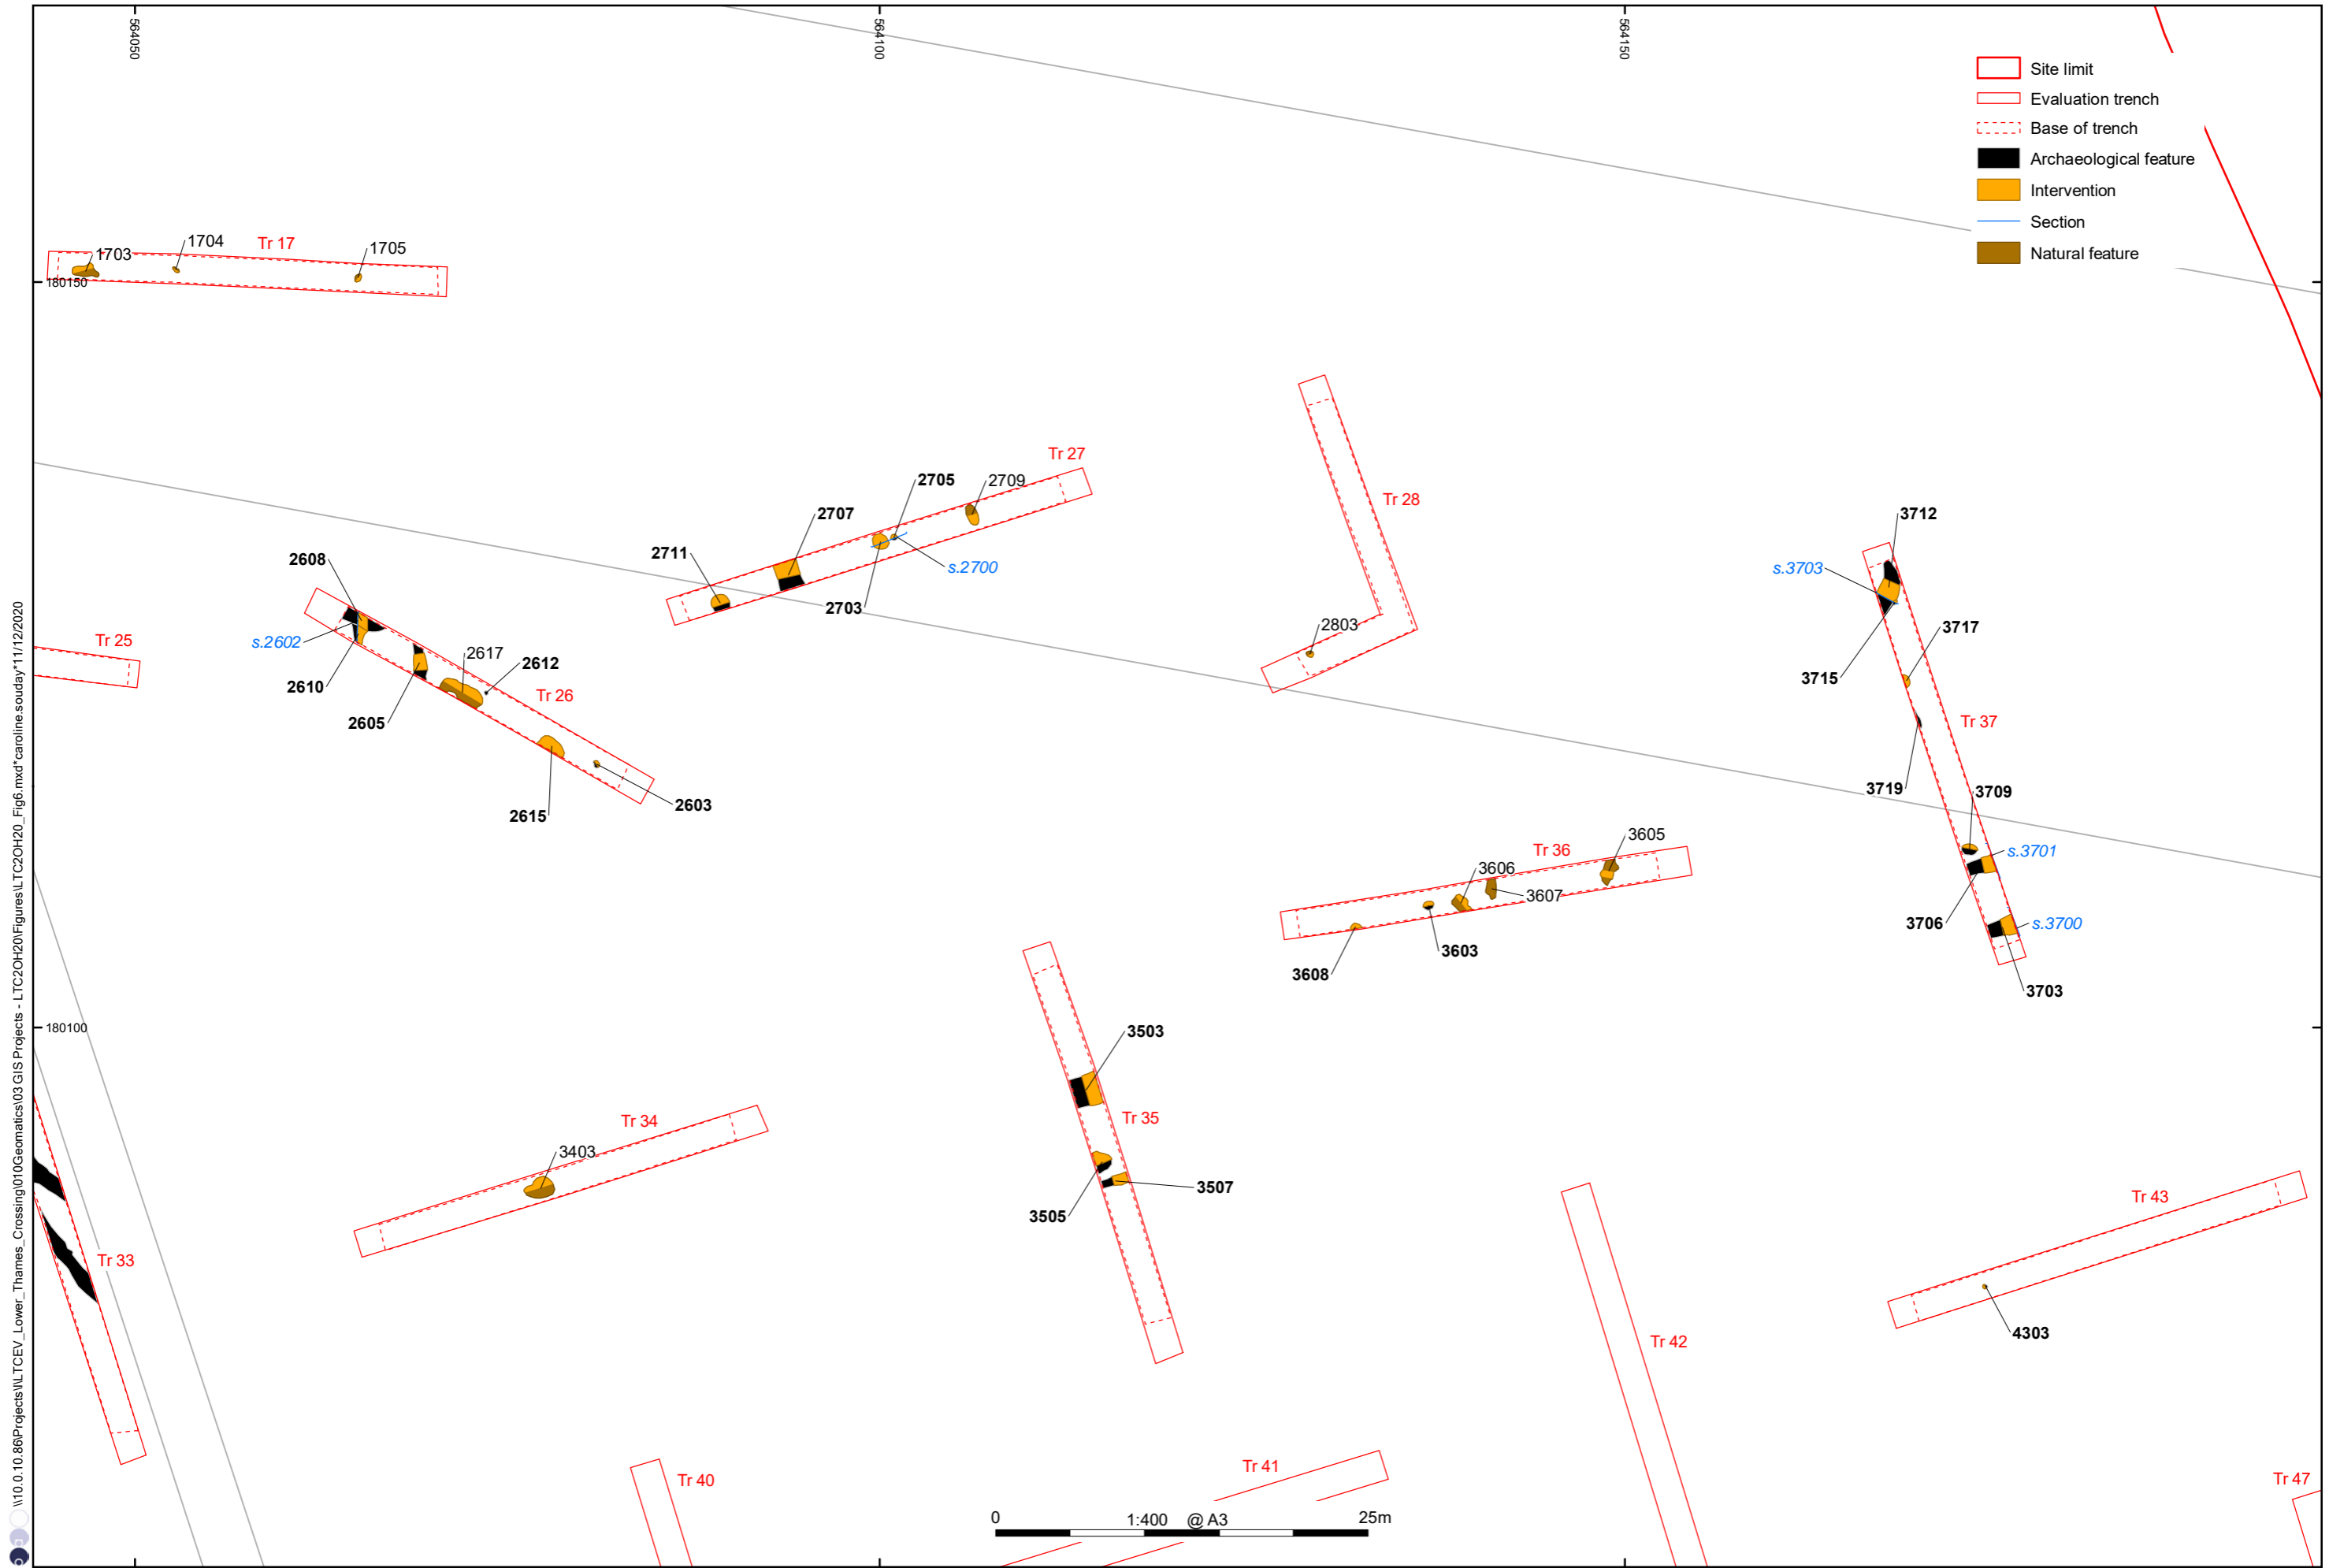 564050
564100
564150
Site limit
Evaluation trench
Base of trench
Archaeological feature
Intervention
Section
Natural feature
1703
1704
Tr 17
1705
180150
Tr 27
2705
2709
2707
2711
s.2700
2703
Tr 28
2803
2608
s.2602
2610
2605
2617
2612
Tr 26
2615
2603
Tr 25
3712
s.3703
3717
3715
Tr 37
3719
3709
s.3701
3706
s.3700
3703
Tr 36
3605
3606
3607
3603
3608
180100
3503
Tr 35
3507
3505
Tr 34
3403
Tr 33
Tr 43
4303
Tr 42
Tr 40
Tr 41
Tr 47
0 1:400 @ A3 25m
\\10.0.10.86\Projects\l\LTCEV_Lower_Thames_Crossing\010Geomatics\03 GIS Projects - LTC2OH20\Figures\LTC2OH20_Fig6.mxd*caroline.souday*11/12/2020